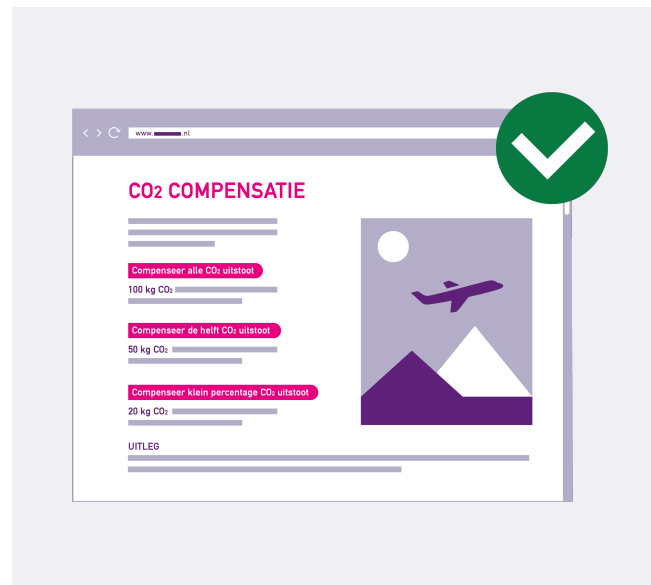 www. .nl
CO2 COMPENSATIE
Compenseer alle CO2 uitstoot
100 kg CO2
Compenseer de helft CO2 uitstoot
50 kg CO2
Compenseer klein percentage CO2 uitstoot
20 kg CO2
UITLEG